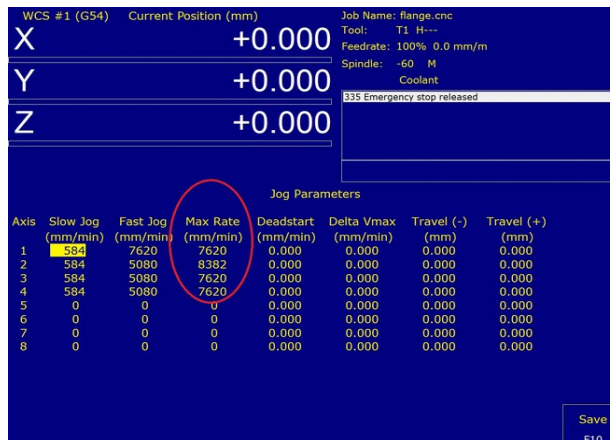 WCS #1 (G54) Current Position (mm)
X +0.000
Y +0.000
Z +0.000
Job Name: flange.cnc
Tool: T1 H---
Feedrate: 100% 0.0 mm/m
Spindle: -60 M
Coolant
335 Emergency stop released
Jog Parameters
Axis Slow Jog Fast Jog Max Rate Deadstart Delta Vmax Travel (-) Travel (+)
(mm/min) (mm/min) (mm/min) (mm/min) (mm/min) (mm) (mm)
1 584 7620 7620 0.000 0.000 0.000 0.000
2 584 5080 8382 0.000 0.000 0.000 0.000
3 584 5080 7620 0.000 0.000 0.000 0.000
4 584 5080 7620 0.000 0.000 0.000 0.000
5 0 0 0 0.000 0.000 0.000 0.000
6 0 0 0 0.000 0.000 0.000 0.000
7 0 0 0 0.000 0.000 0.000 0.000
8 0 0 0 0.000 0.000 0.000 0.000
Save
F10